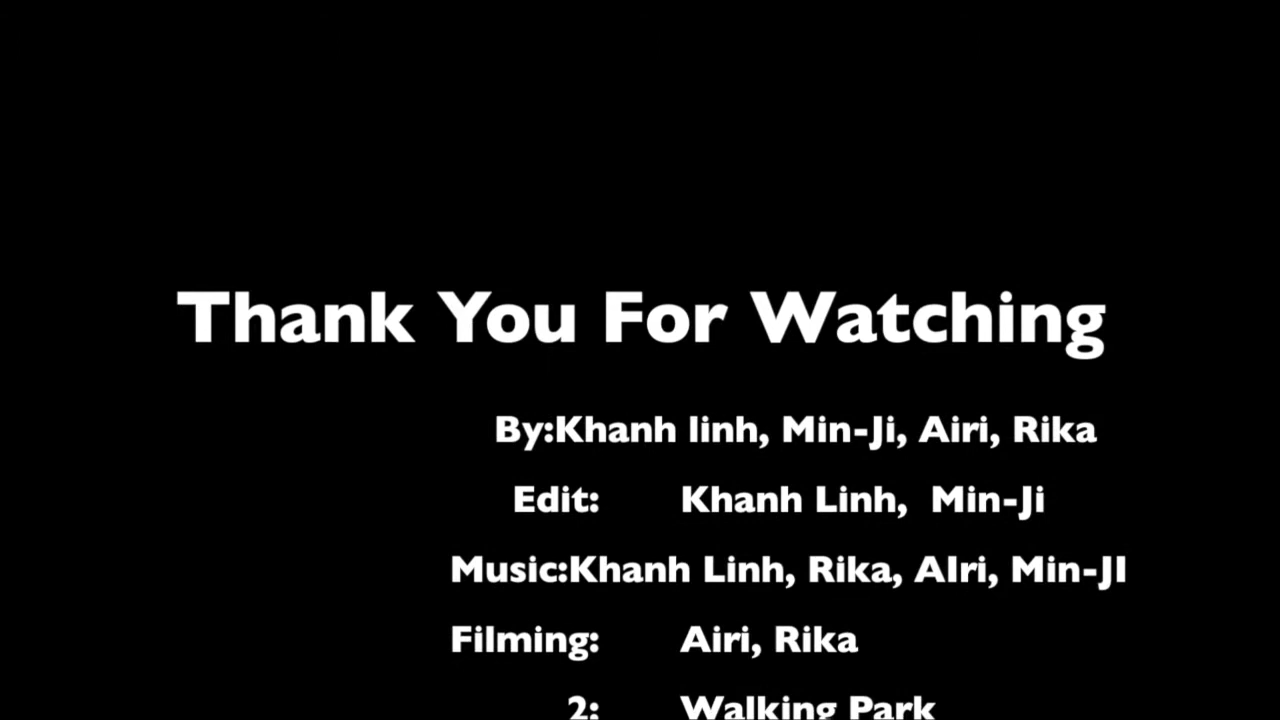 Thank You For Watching
By:Khanh linh, Min-Ji, Airi, Rika
Edit: Khanh Linh, Min-Ji
Music:Khanh Linh, Rika, AIri, Min-JI
Filming: Airi, Rika
2: Walking Park